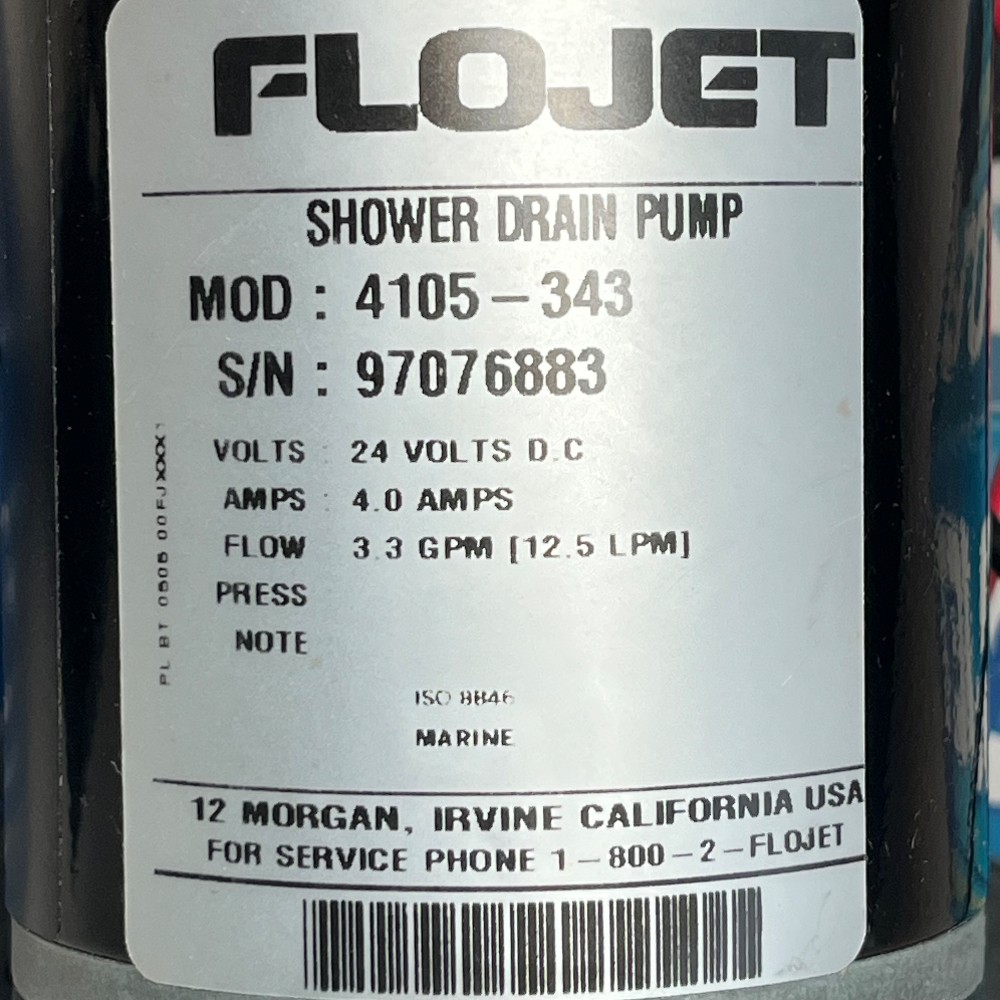 FLOJET
SHOWER DRAIN PUMP
MOD : 4105-343
S/N : 97076883
VOLTS : 24 VOLTS D.C
AMPS : 4.0 AMPS
FLOW 3.3 GPM [12.5 LPM]
PRESS
NOTE
ISO 8846
MARINE
12 MORGAN, IRVINE CALIFORNIA USA
FOR SERVICE PHONE 1-800-2-FLOJET
PL BT